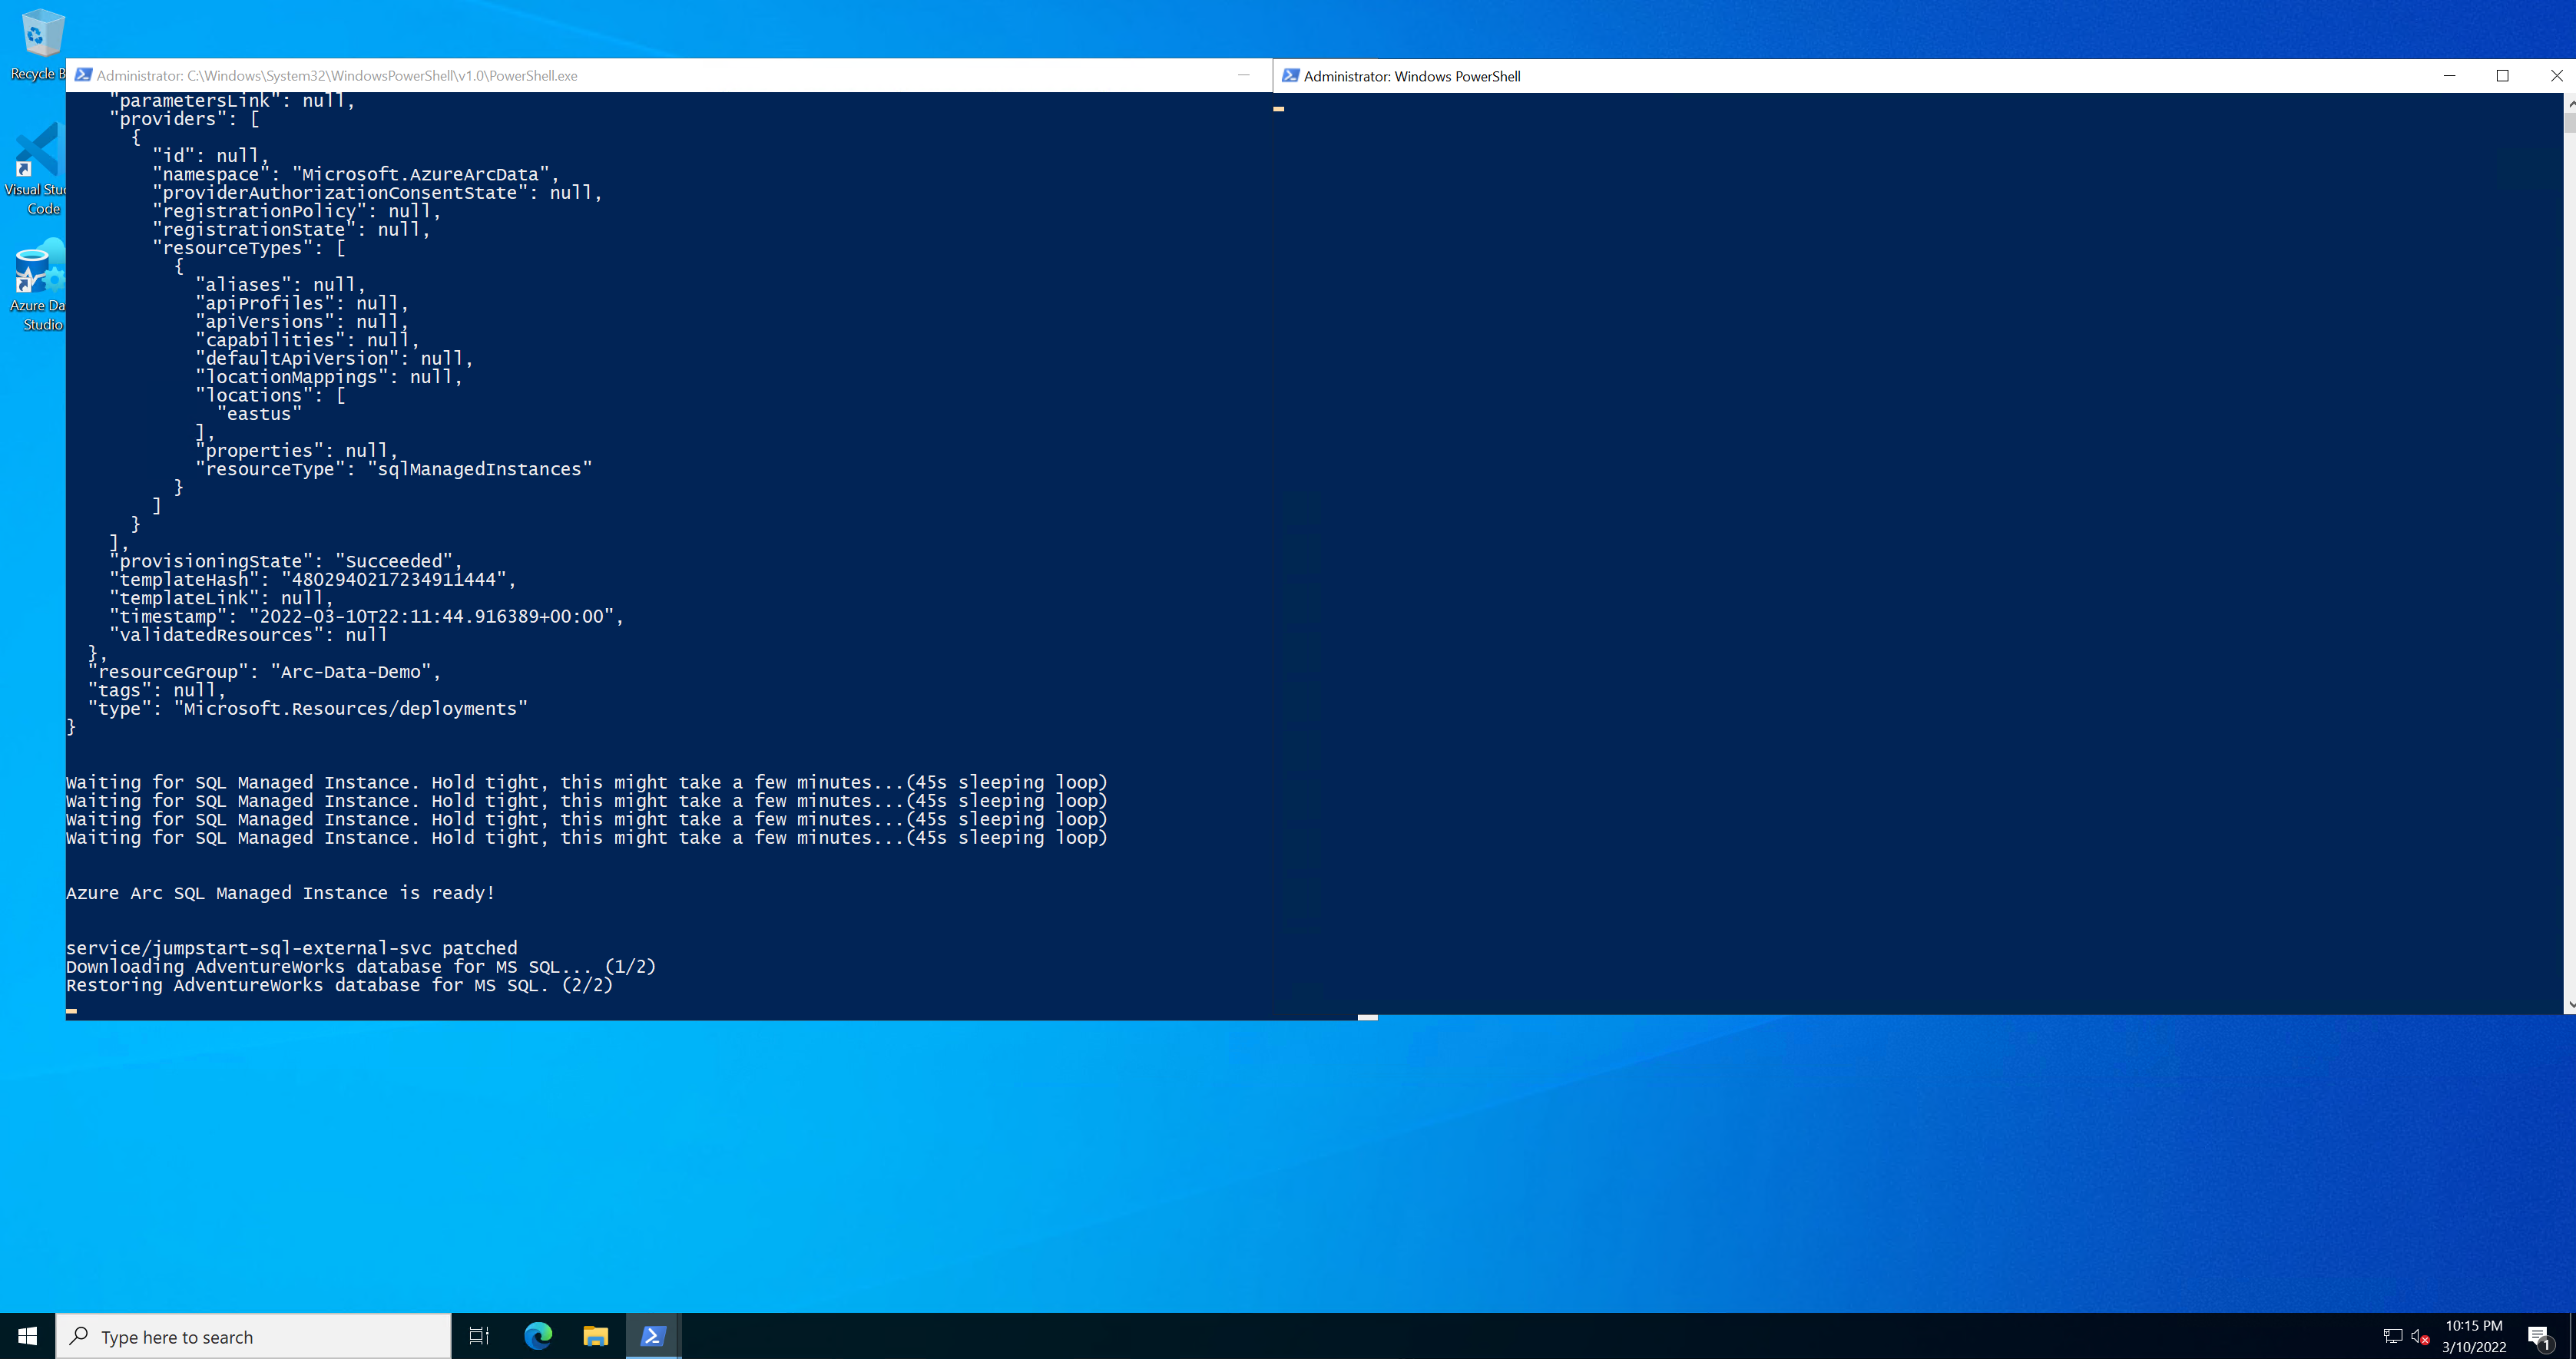 Recycle B
Visual Stu
Code
Azure Da
Studio
Administrator: C:\Windows\System32\WindowsPowerShell\v1.0\PowerShell.exe
"parametersLink": null,
"providers": [
{
"id": null,
"namespace": "Microsoft.AzureArcData",
"providerAuthorizationConsentState": null,
"registrationPolicy": null,
"registrationState": null,
"resourceTypes": [
{
"aliases": null,
"apiProfiles": null,
"apiVersions": null,
"capabilities": null,
"defaultApiVersion": null,
"locationMappings": null,
"locations": [
"eastus"
],
"properties": null,
"resourceType": "sqlManagedInstances"
}
]
}
],
"provisioningState": "Succeeded",
"templateHash": "4802940217234911444",
"templateLink": null,
"timestamp": "2022-03-10T22:11:44.916389+00:00",
"validatedResources": null
},
"resourceGroup": "Arc-Data-Demo",
"tags": null,
"type": "Microsoft.Resources/deployments"
}
Waiting for SQL Managed Instance. Hold tight, this might take a few minutes...(45s sleeping loop)
Waiting for SQL Managed Instance. Hold tight, this might take a few minutes...(45s sleeping loop)
Waiting for SQL Managed Instance. Hold tight, this might take a few minutes...(45s sleeping loop)
Waiting for SQL Managed Instance. Hold tight, this might take a few minutes...(45s sleeping loop)
Azure Arc SQL Managed Instance is ready!
service/jumpstart-sql-external-svc patched
Downloading AdventureWorks database for MS SQL... (1/2)
Restoring AdventureWorks database for MS SQL. (2/2)
Administrator: Windows PowerShell
Type here to search
10:15 PM
3/10/2022
1